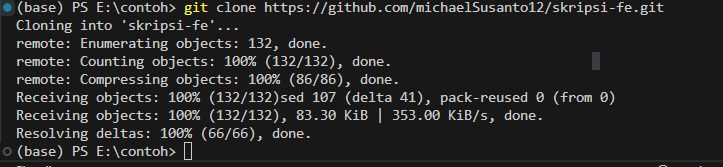 (base) PS E:\contoh> git clone https://github.com/michaelSusanto12/skripsi-fe.git
Cloning into 'skripsi-fe'...
remote: Enumerating objects: 132, done.
remote: Counting objects: 100% (132/132), done.
remote: Compressing objects: 100% (86/86), done.
Receiving objects: 100% (132/132)sed 107 (delta 41), pack-reused 0 (from 0)
Receiving objects: 100% (132/132), 83.30 KiB | 353.00 KiB/s, done.
Resolving deltas: 100% (66/66), done.
(base) PS E:\contoh>